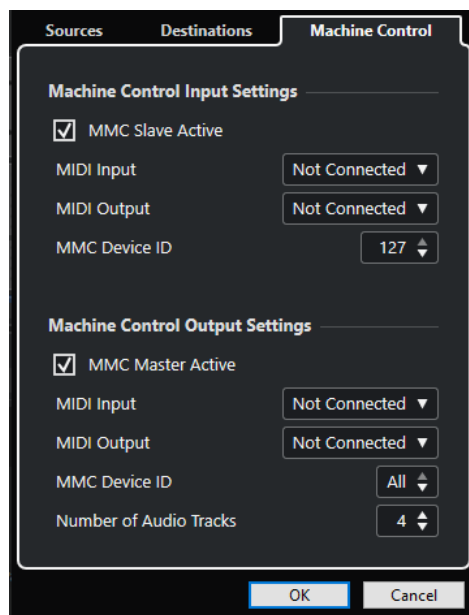 Sources Destinations Machine Control
Machine Control Input Settings
MMC Slave Active
MIDI Input Not Connected
MIDI Output Not Connected
MMC Device ID 127
Machine Control Output Settings
MMC Master Active
MIDI Input Not Connected
MIDI Output Not Connected
MMC Device ID All
Number of Audio Tracks 4
OK Cancel